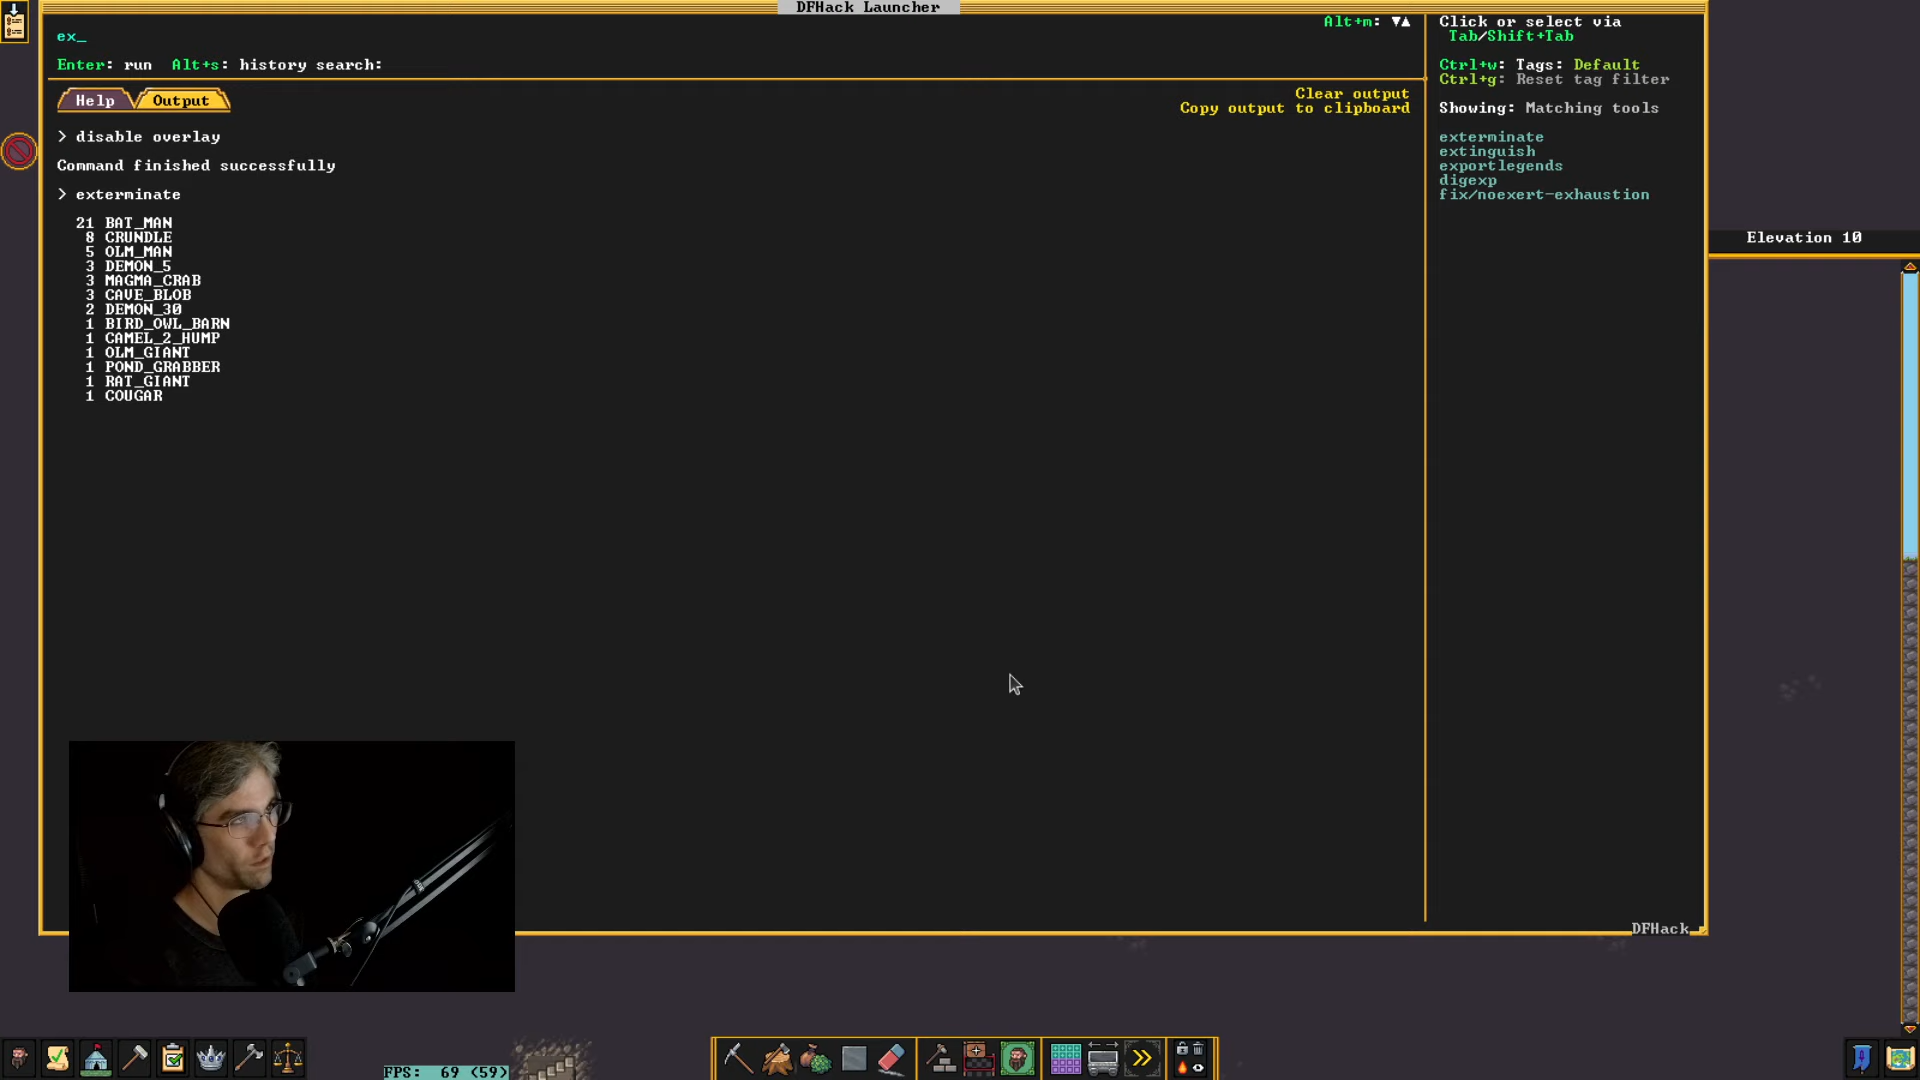 DFHack Launcher
ex_
Alt+m: ▼▲
Enter: run Alt+s: history search:
Help Output
Clear output
Copy output to clipboard
> disable overlay
Command finished successfully
> exterminate
21 BAT_MAN
8 CRUNDLE
5 OLM_MAN
3 DEMON_5
3 MAGMA_CRAB
3 CAVE_BLOB
2 DEMON_30
1 BIRD_OWL_BARN
1 CAMEL_2_HUMP
1 OLM_GIANT
1 POND_GRABBER
1 RAT_GIANT
1 COUGAR
Click or select via
Tab/Shift+Tab
Ctrl+w: Tags: Default
Ctrl+g: Reset tag filter
Showing: Matching tools
exterminate
extinguish
exportlegends
digexp
fix/noexert-exhaustion
Elevation 10
DFHack
FPS: 69 (59)